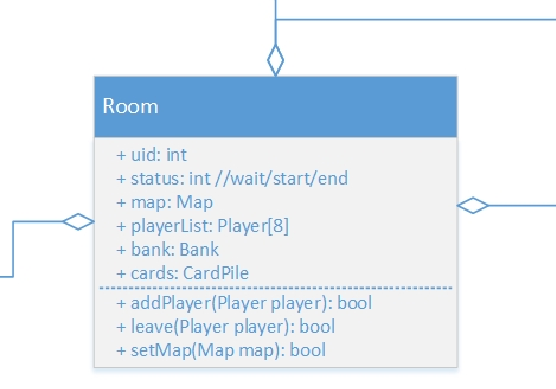 Room
+ uid: int
+ status: int //wait/start/end
+ map: Map
+ playerList: Player[8]
+ bank: Bank
+ cards: CardPile
+ addPlayer(Player player): bool
+ leave(Player player): bool
+ setMap(Map map): bool